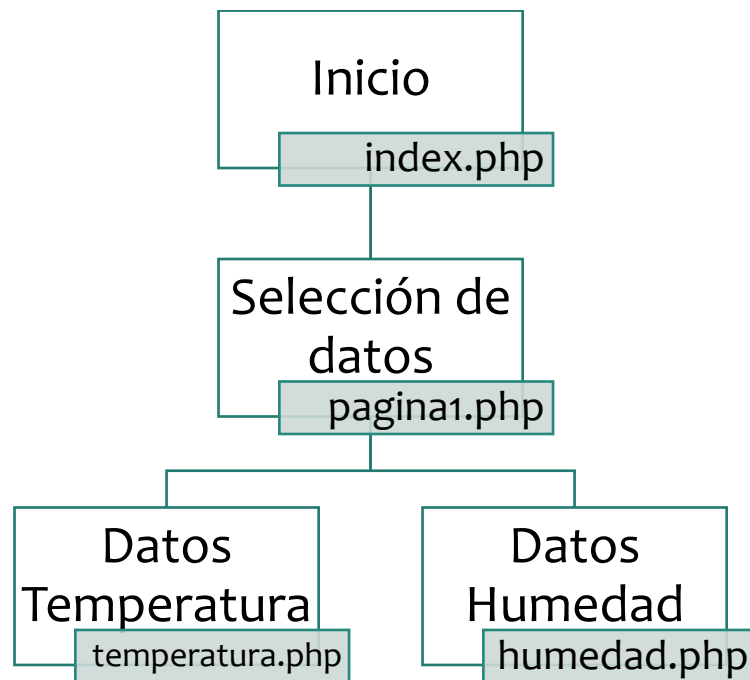 Inicio
index.php
Selección de
datos
pagina1.php
Datos
Temperatura
temperatura.php
Datos
Humedad
humedad.php